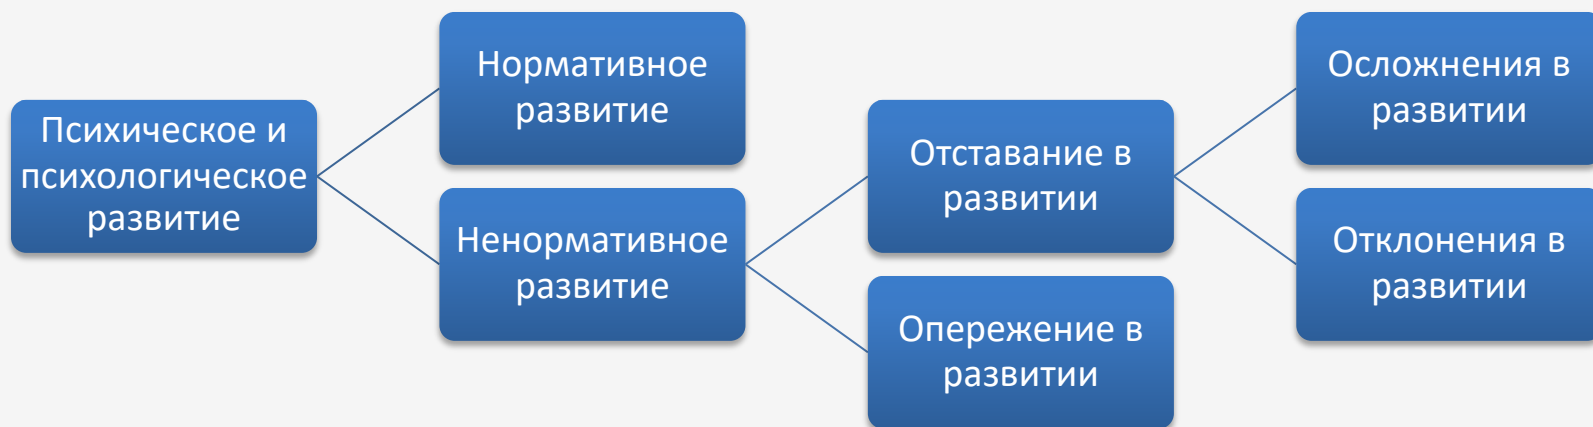 Психическое и
психологическое
развитие
Нормативное
развитие
Ненормативное
развитие
Отставание в
развитии
Опережение в
развитии
Осложнения в
развитии
Отклонения в
развитии